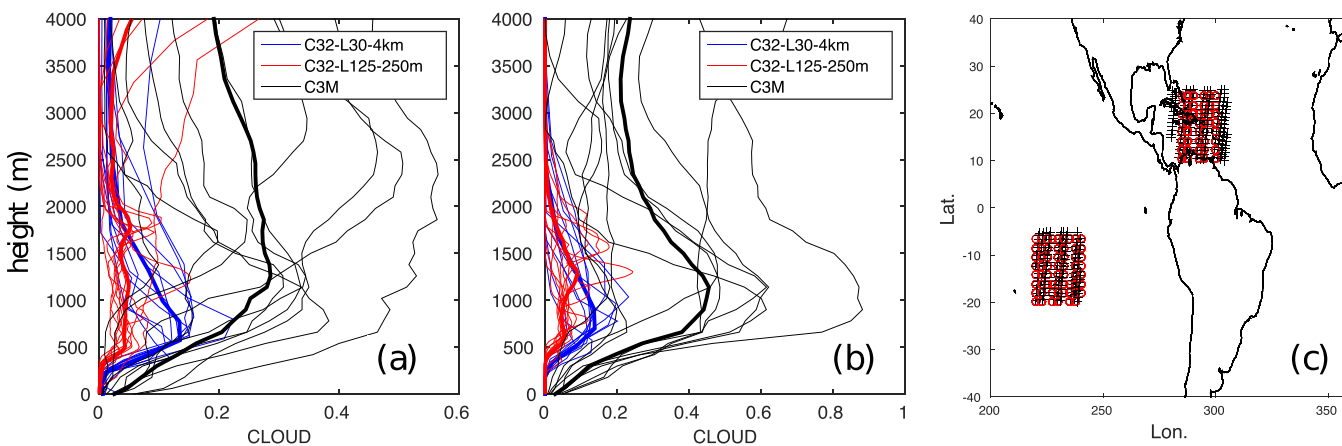 4000
3500
3000
2500
2000
1500
1000
500
0
height (m)
C32-L30-4km
C32-L125-250m
C3M
(a)
0
0.2
0.4
0.6
CLOUD
4000
3500
3000
2500
2000
1500
1000
500
0
C32-L30-4km
C32-L125-250m
C3M
(b)
0
0.2
0.4
0.6
0.8
1
CLOUD
40
30
20
10
0
-10
-20
-30
-40
Lat.
(c)
200
250
300
350
Lon.